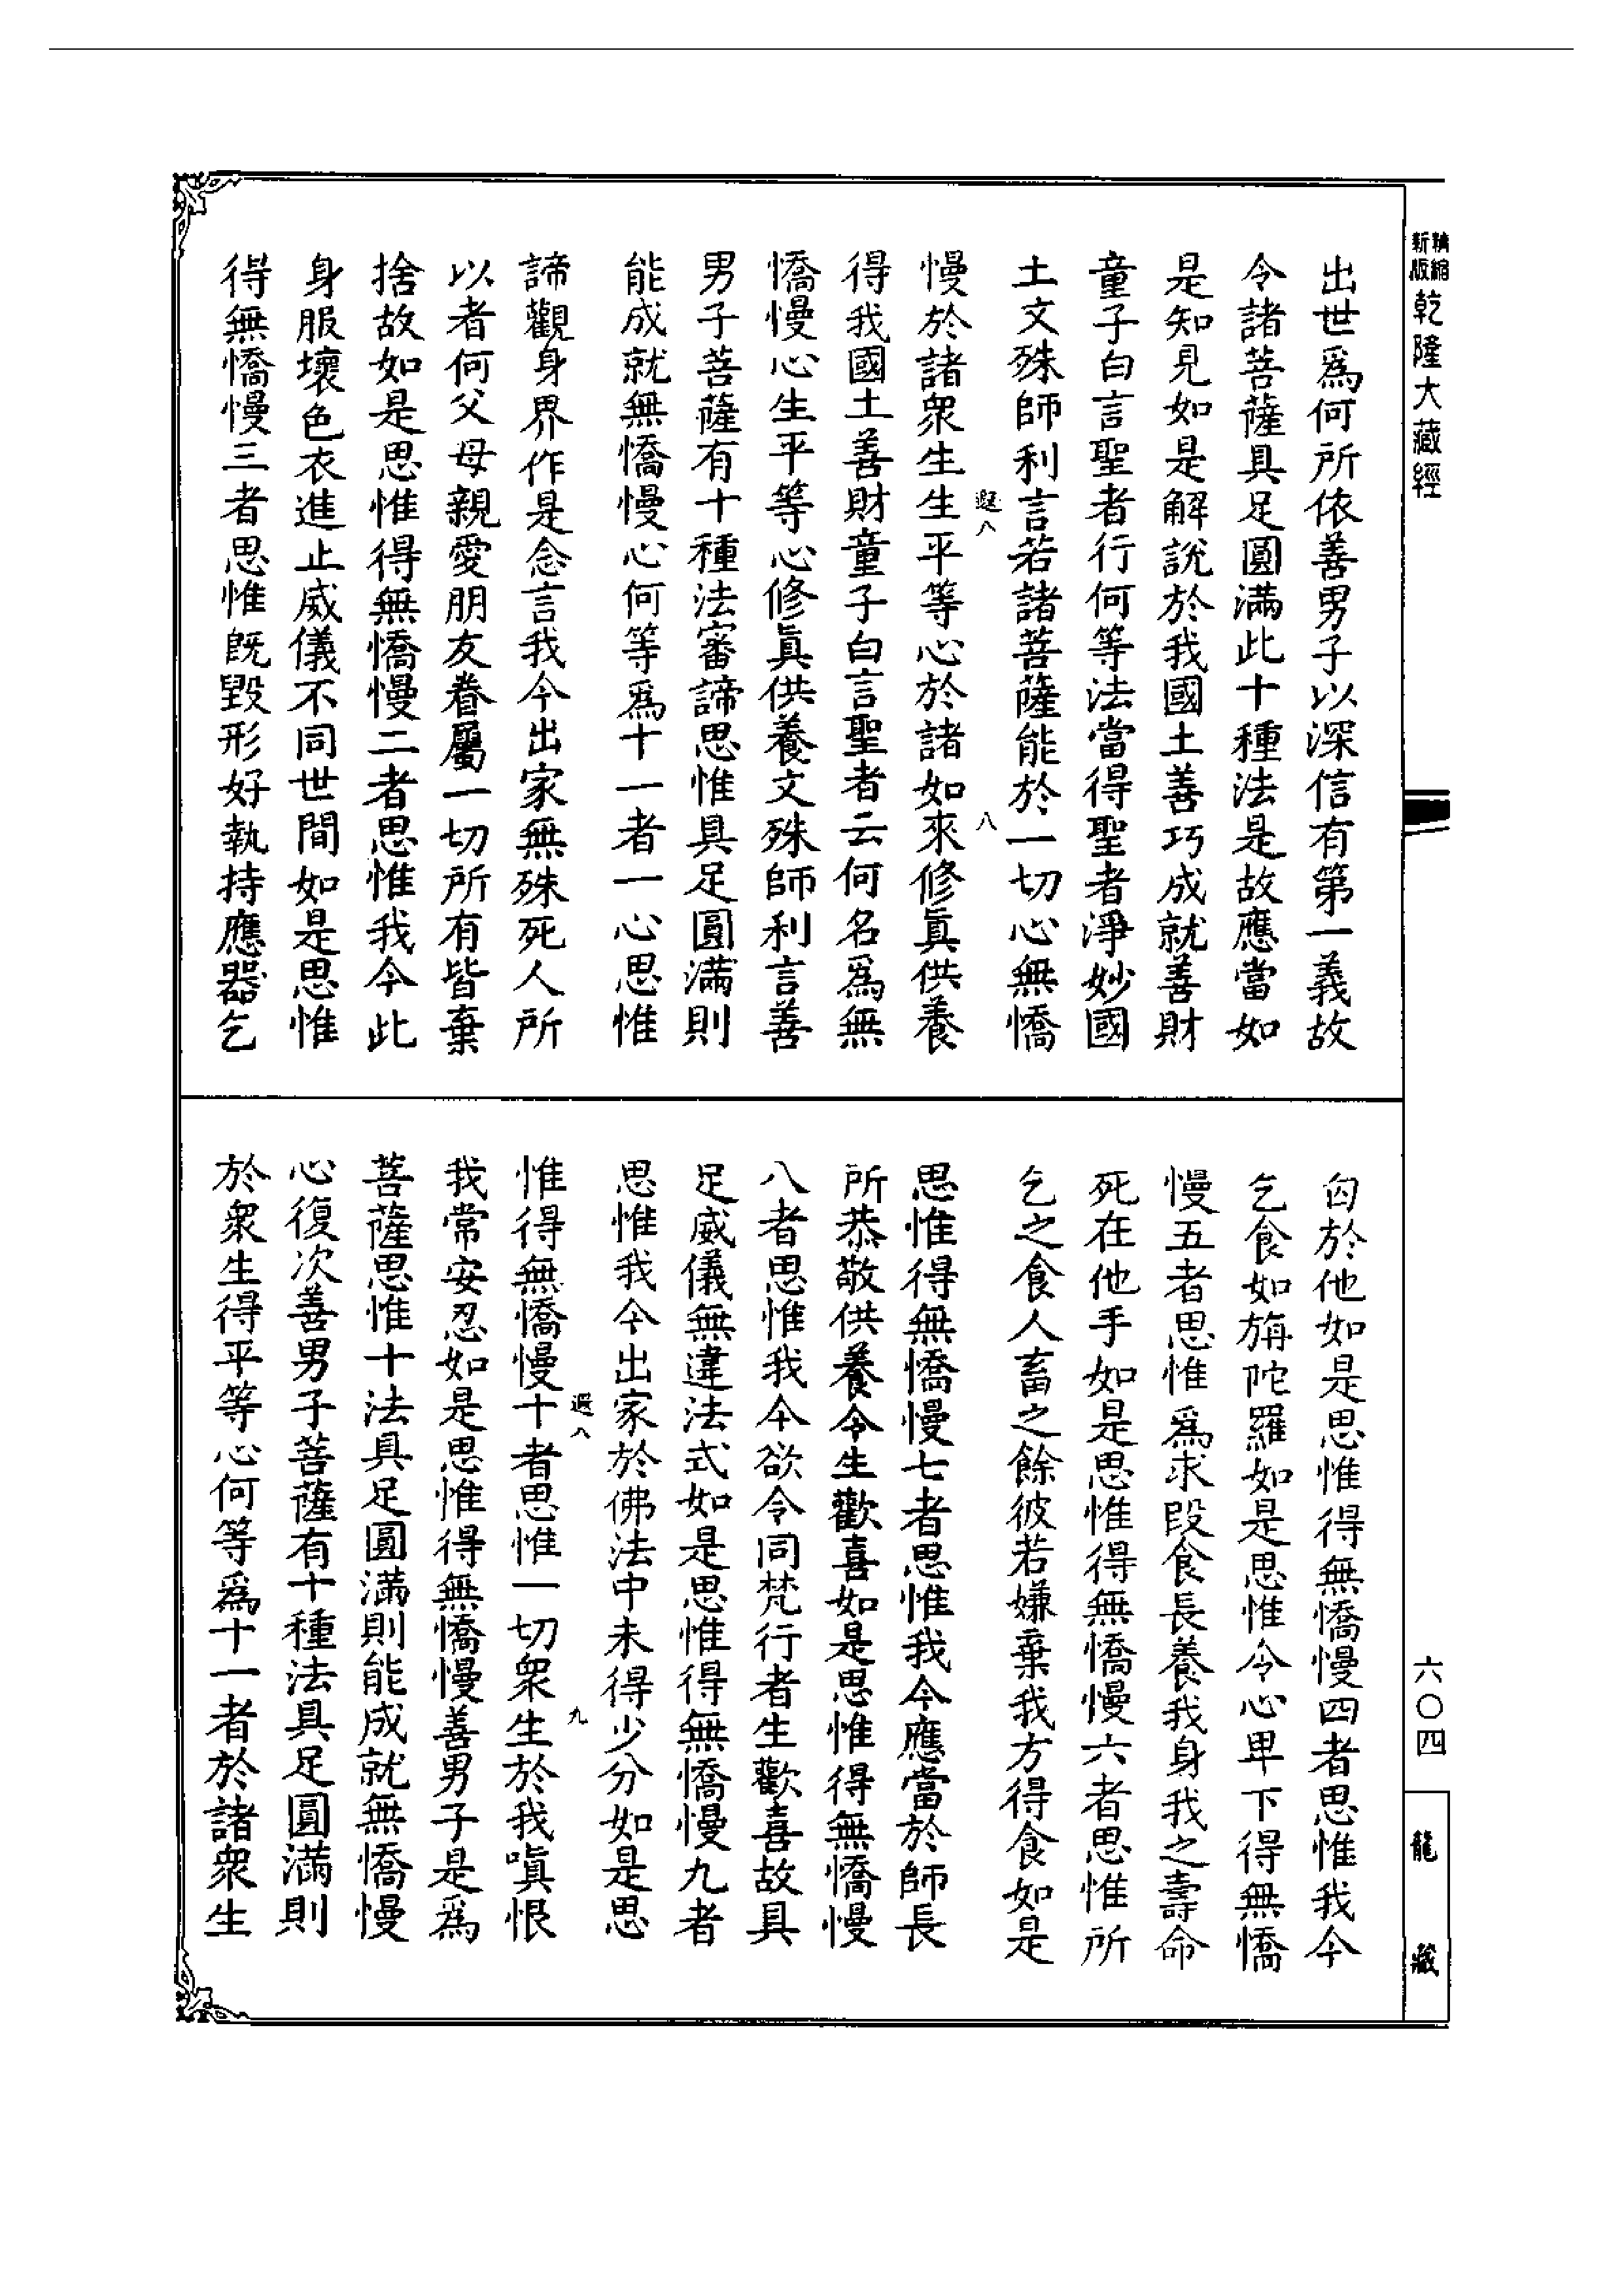 精縮新版 乾隆大藏經
出世爲何所依善男子以深信有第一義故
令諸菩薩具足圓滿此十種法是故應當如
是知見如是解說於我國土善巧成就善財
童子白言聖者行何等法當得聖者淨妙國
土文殊師利言若諸菩薩能於一切心無憍
慢於諸衆生生平等心於諸如來修眞供養
得我國土善財童子白言聖者云何名爲無
憍慢心生平等心修眞供養文殊師利言善
男子菩薩有十種法審諦思惟具足圓滿則
能成就無憍慢心何等爲十一者一心思惟
諦觀身界作是念言我今出家無殊死人所
以者何父母親愛朋友眷屬一切所有皆棄
捨故如是思惟得無憍慢二者思惟我今此
身服壞色衣進止威儀不同世間如是思惟
得無憍慢三者思惟旣毀形好執持應器乞
匃於他如是思惟得無憍慢四者思惟我今
乞食如旃陀羅如是思惟令心卑下得無憍
慢五者思惟爲求段食長養我身我之壽命
死在他手如是思惟得無憍慢六者思惟所
乞之食人畜之餘彼若嫌棄我方得食如是
思惟得無憍慢七者思惟我今應當於師長
所恭敬供養令生歡喜如是思惟得無憍慢
八者思惟我今欲令同梵行者生歡喜故具
足威儀無違法式如是思惟得無憍慢九者
思惟我今出家於佛法中未得少分如是思
惟得無憍慢十者思惟一切衆生於我嗔恨
我常安忍如是思惟得無憍慢善男子是爲
菩薩思惟十法具足圓滿則能成就無憍慢
心復次善男子菩薩有十種法具足圓滿則
於衆生得平等心何等爲十一者於諸衆生
八
九
六〇四
龍藏